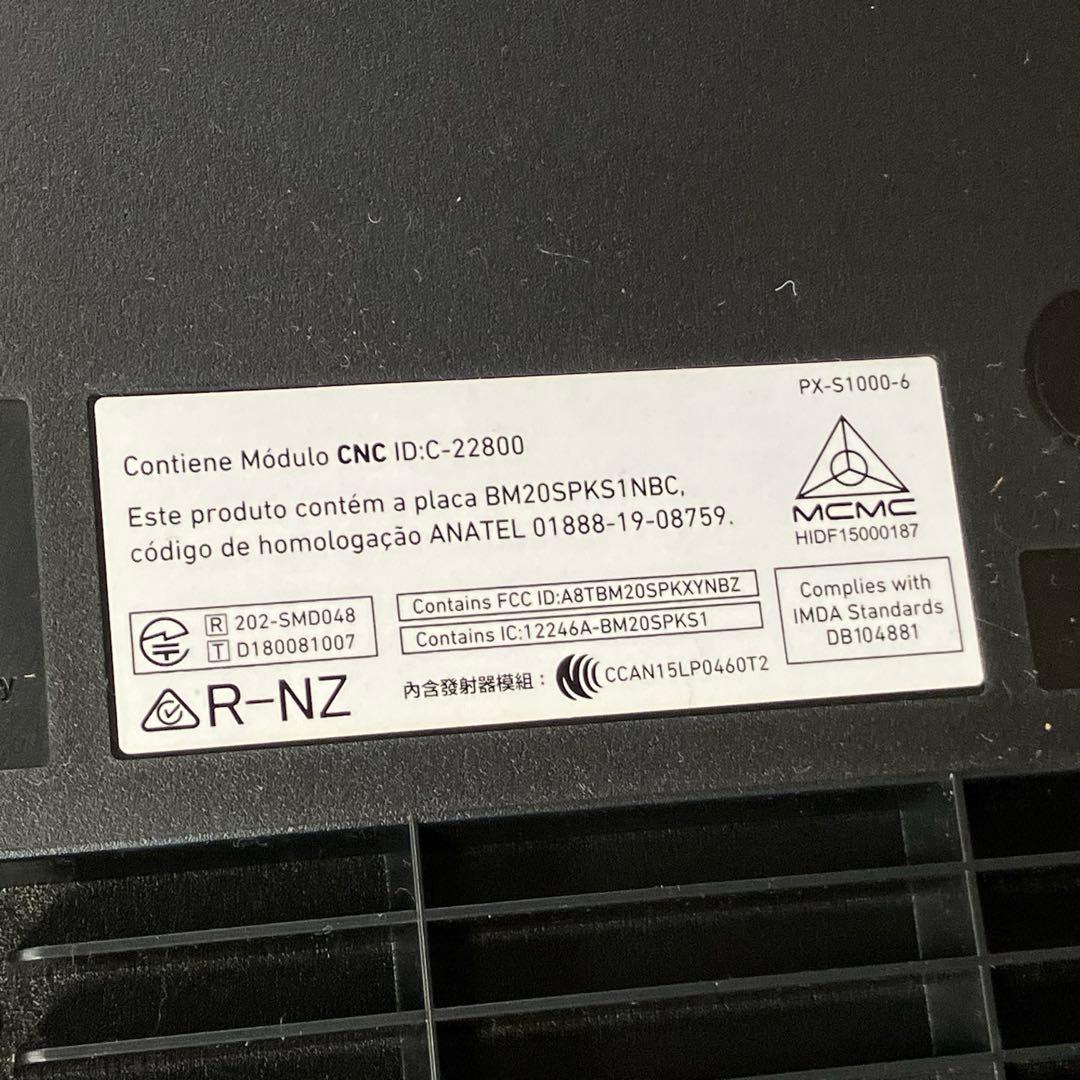 PX-S1000-6
Contiene Módulo CNC ID:C-22800
Este produto contém a placa BM20SPKS1NBC,
código de homologação ANATEL 01888-19-08759.
MCMC
HIDF15000187
R 202-SMD048
T D180081007
Contains FCC ID:A8TBM20SPKXYNBZ
Contains IC:12246A-BM20SPKS1
Complies with
IMDA Standards
DB104881
R-NZ
內含發射器模組: CCAN15LP0460T2
y